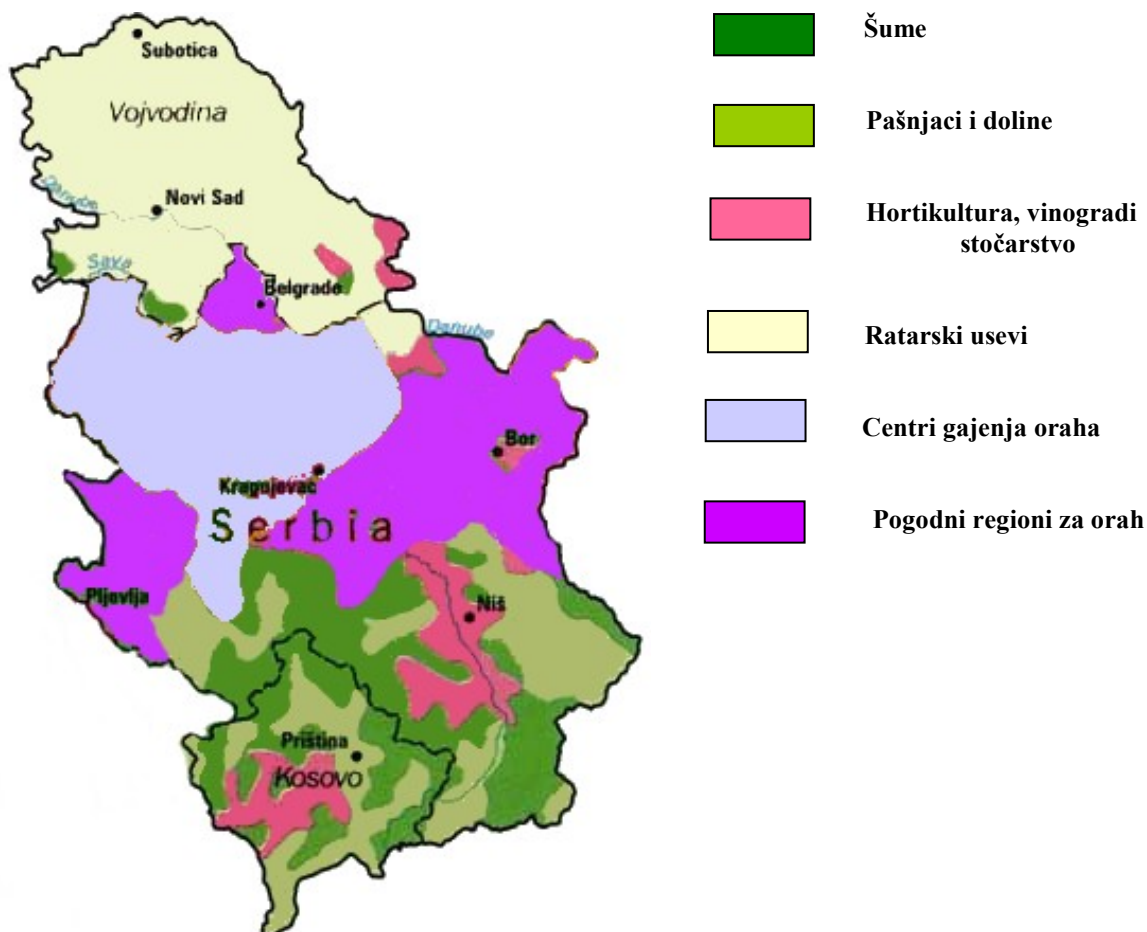 Subotica
Vojvodina
Danube
Novi Sad
Sava
Belgrade
Danube
Bor
Kragujevac
Serbia
Pljevlja
Niš
Priština
Kosovo
Šume
Pašnjaci i doline
Hortikultura, vinogradi
stočarstvo
Ratarski usevi
Centri gajenja oraha
Pogodni regioni za orah